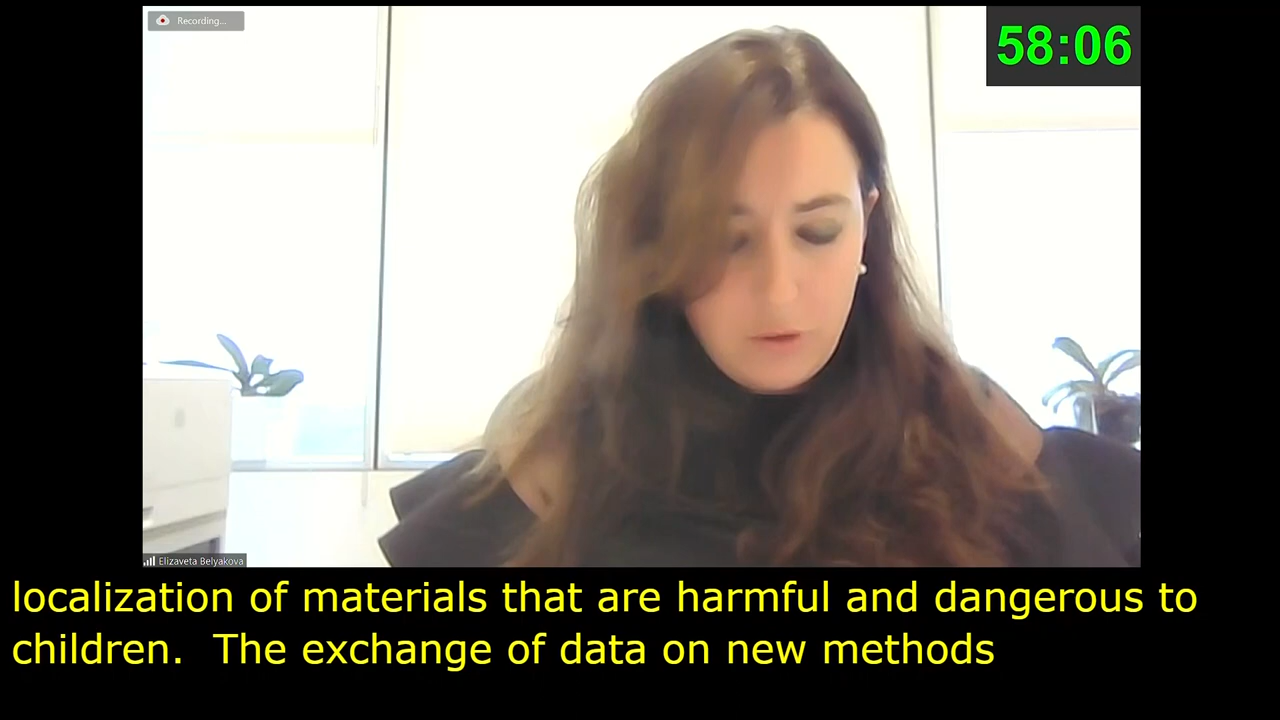 Recording...
58:06
Elizaveta Belyakova
localization of materials that are harmful and dangerous to
children.  The exchange of data on new methods